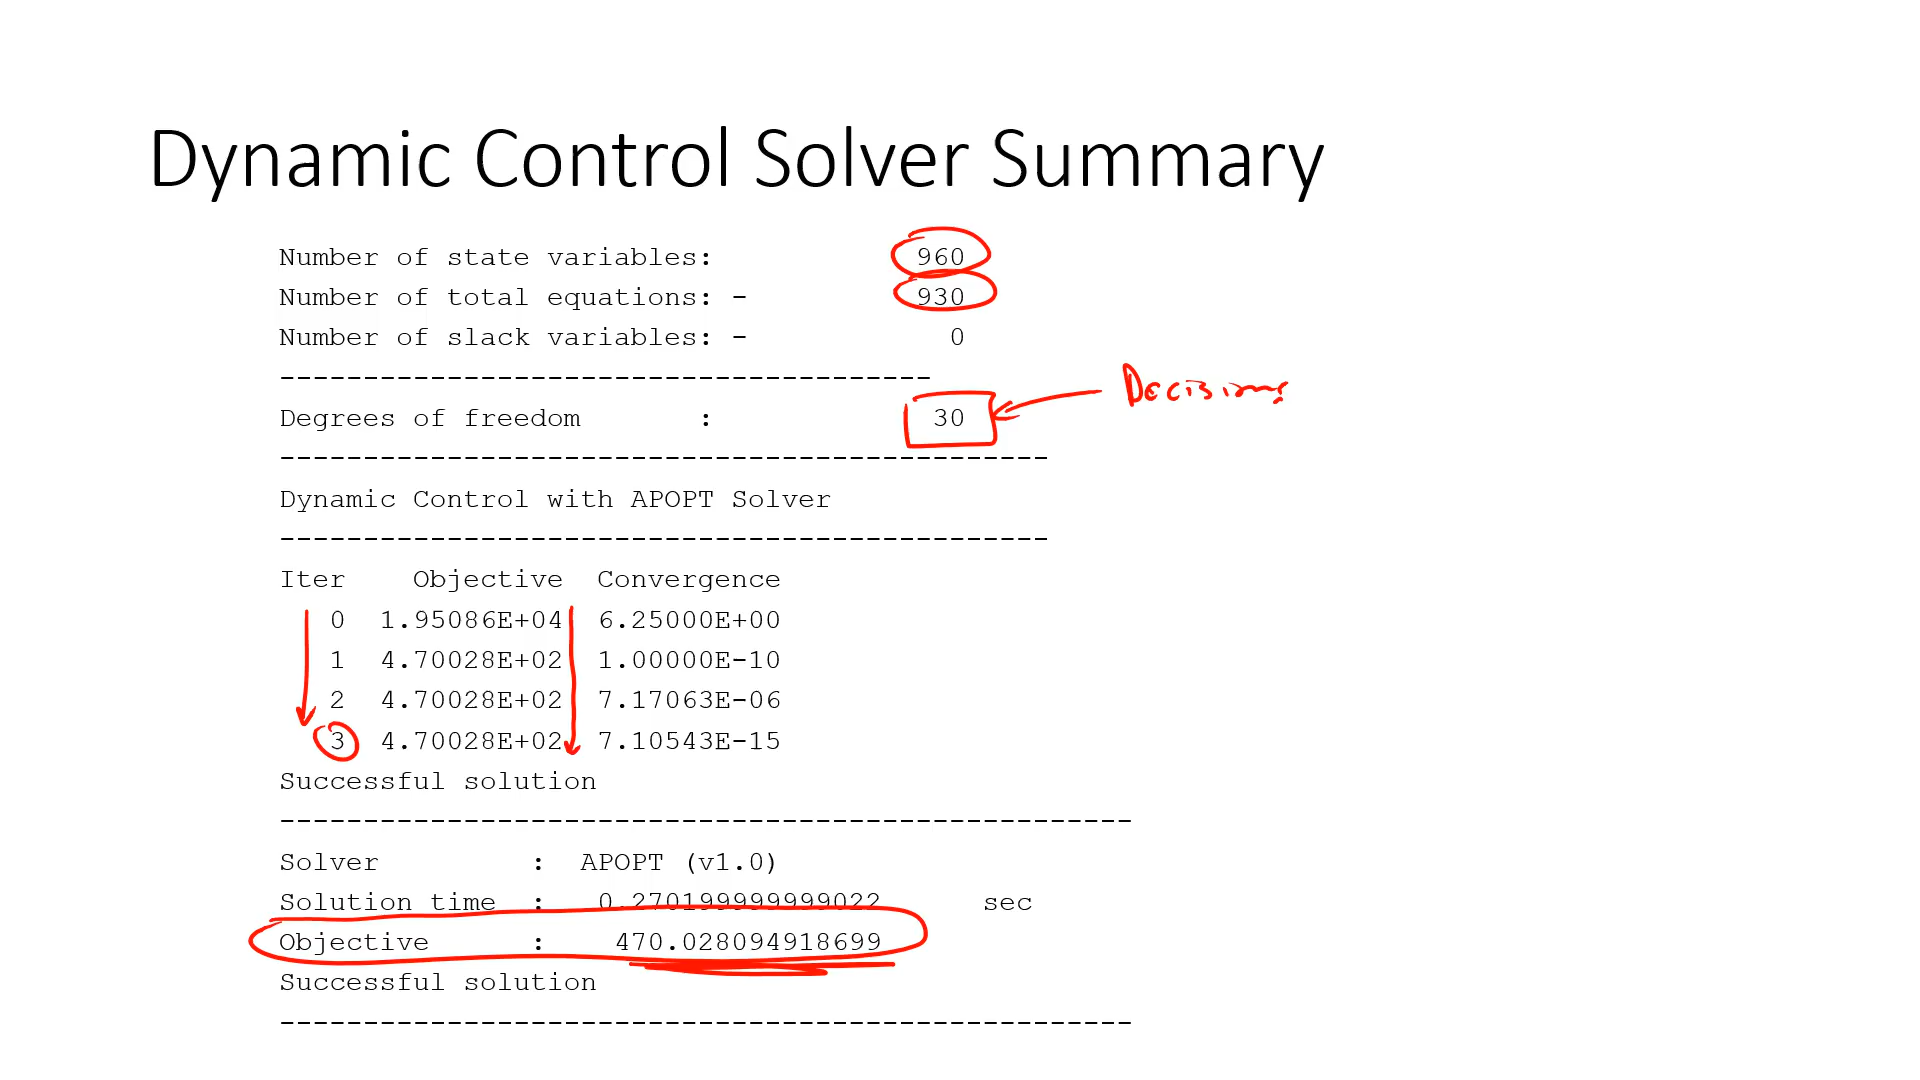 Dynamic Control Solver Summary
Number of state variables: 960
Number of total equations: - 930
Number of slack variables: - 0
---------------------------------------
Degrees of freedom : 30
Decisions
----------------------------------------------
Dynamic Control with APOPT Solver
----------------------------------------------
Iter Objective Convergence
0 1.95086E+04 6.25000E+00
1 4.70028E+02 1.00000E-10
2 4.70028E+02 7.17063E-06
3 4.70028E+02 7.10543E-15
Successful solution
---------------------------------------------------
Solver : APOPT (v1.0)
Solution time : 0.270199999999022 sec
Objective : 470.028094918699
Successful solution
---------------------------------------------------